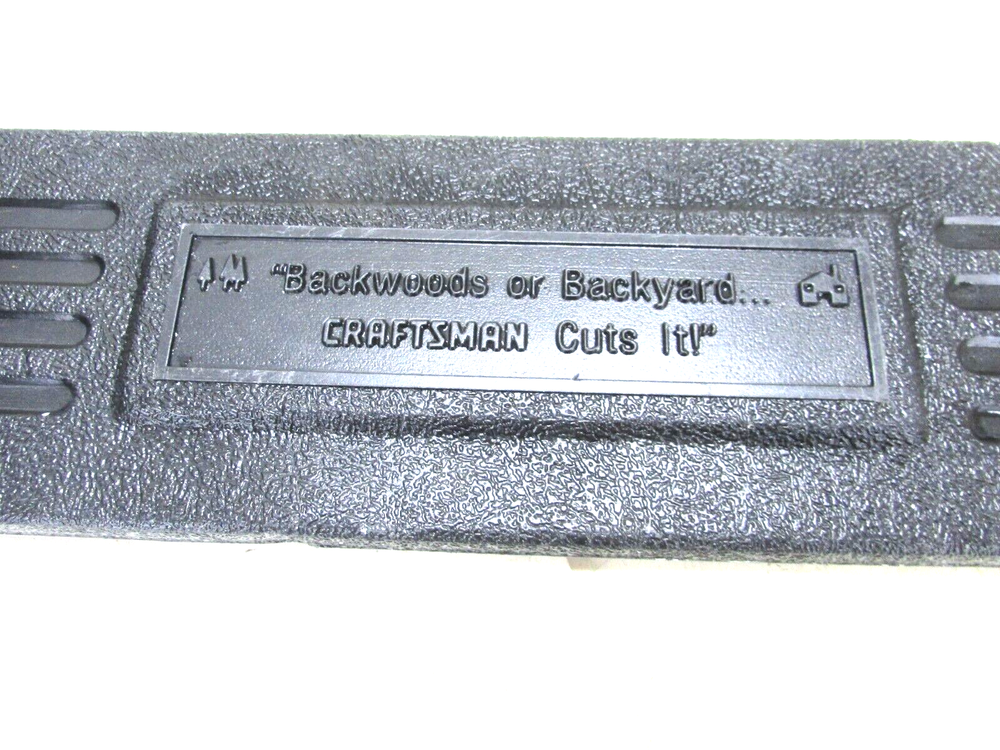 "Backwoods or Backyard...
CRAFTSMAN Cuts It!"